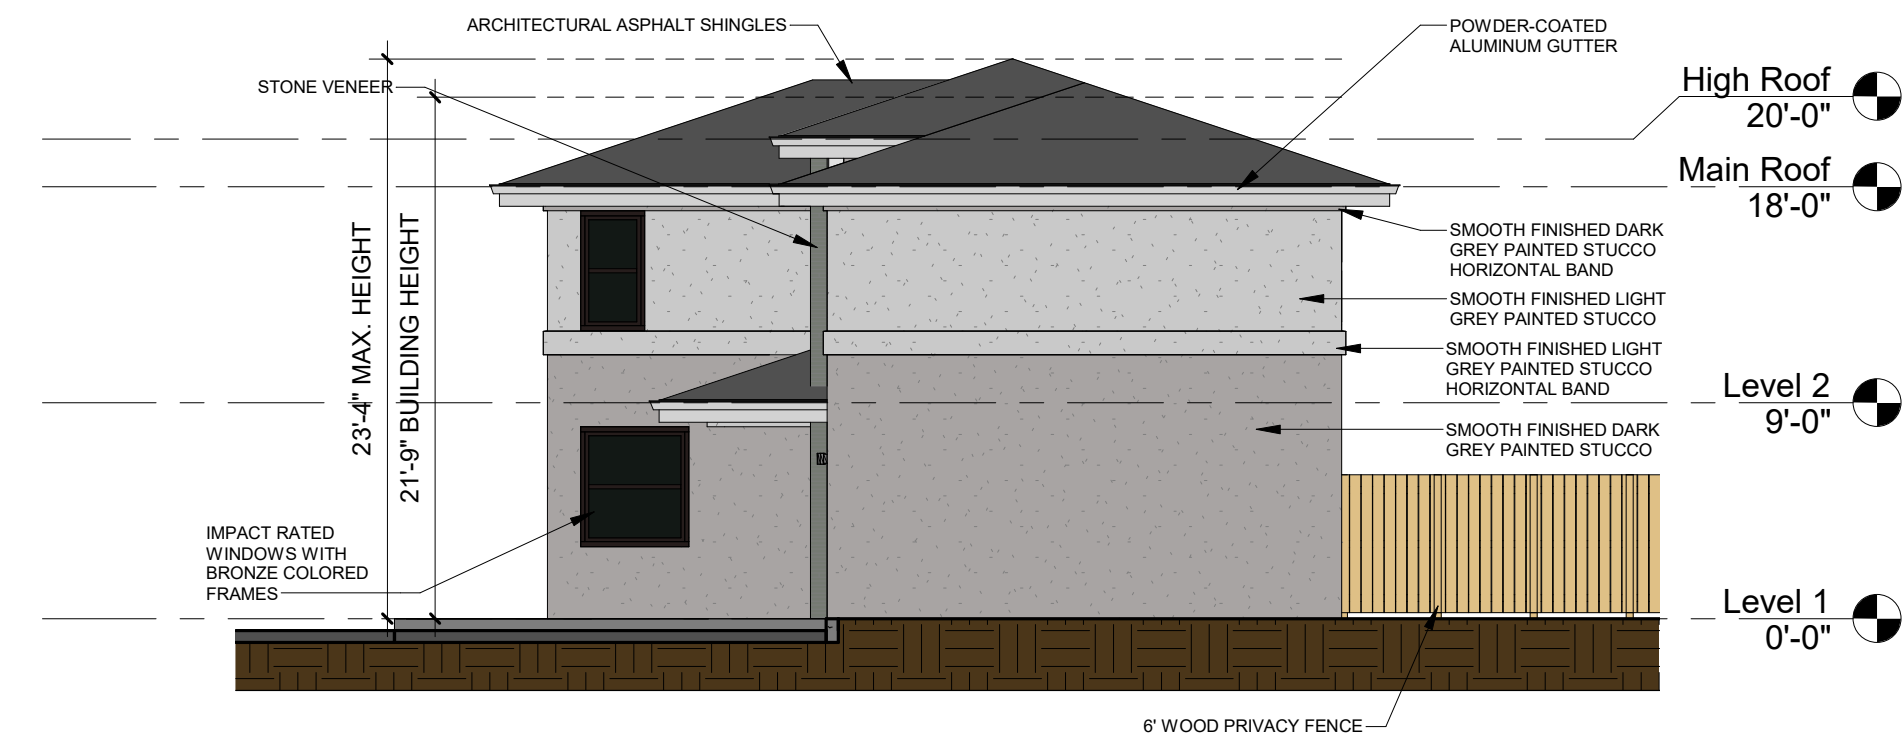 ARCHITECTURAL ASPHALT SHINGLES
POWDER-COATED
ALUMINUM GUTTER
STONE VENEER
High Roof
20'-0"
Main Roof
18'-0"
23'-4" MAX. HEIGHT
21'-9" BUILDING HEIGHT
SMOOTH FINISHED DARK
GREY PAINTED STUCCO
HORIZONTAL BAND
SMOOTH FINISHED LIGHT
GREY PAINTED STUCCO
SMOOTH FINISHED LIGHT
GREY PAINTED STUCCO
HORIZONTAL BAND
Level 2
9'-0"
SMOOTH FINISHED DARK
GREY PAINTED STUCCO
IMPACT RATED
WINDOWS WITH
BRONZE COLORED
FRAMES
Level 1
0'-0"
6' WOOD PRIVACY FENCE